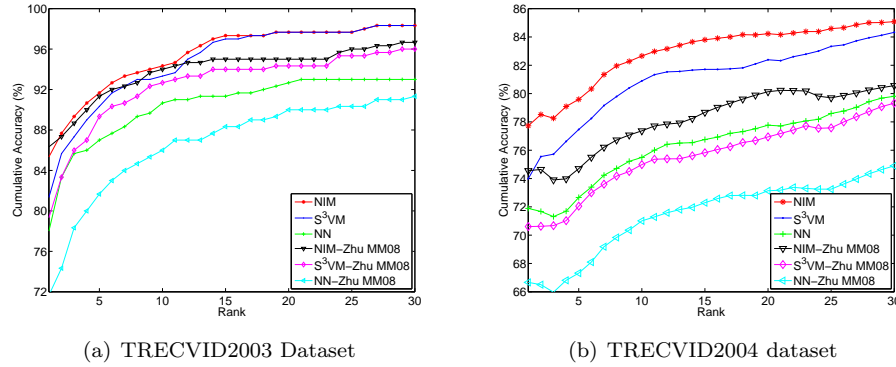 100
96
92
88
84
80
76
72
5
10
15
20
25
30
Cumulative Accuracy (%)
Rank
NIM
S³VM
NN
NIM−Zhu MM08
S³VM−Zhu MM08
NN−Zhu MM08
(a) TRECVID2003 Dataset
86
84
82
80
78
76
74
72
70
68
66
5
10
15
20
25
30
Cumulative Accuracy (%)
Rank
NIM
S³VM
NN
NIM−Zhu MM08
S³VM−Zhu MM08
NN−Zhu MM08
(b) TRECVID2004 dataset